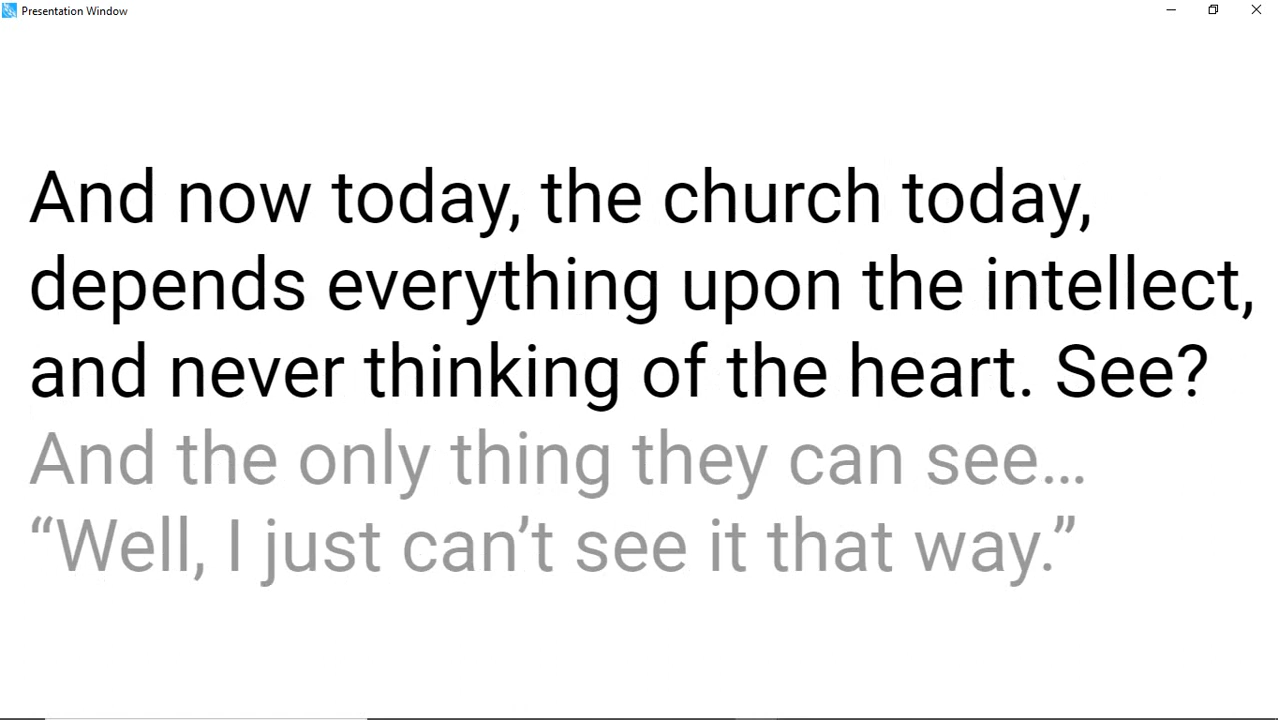 Presentation Window
And now today, the church today,
depends everything upon the intellect,
and never thinking of the heart. See?
And the only thing they can see...
“Well, I just can’t see it that way.”